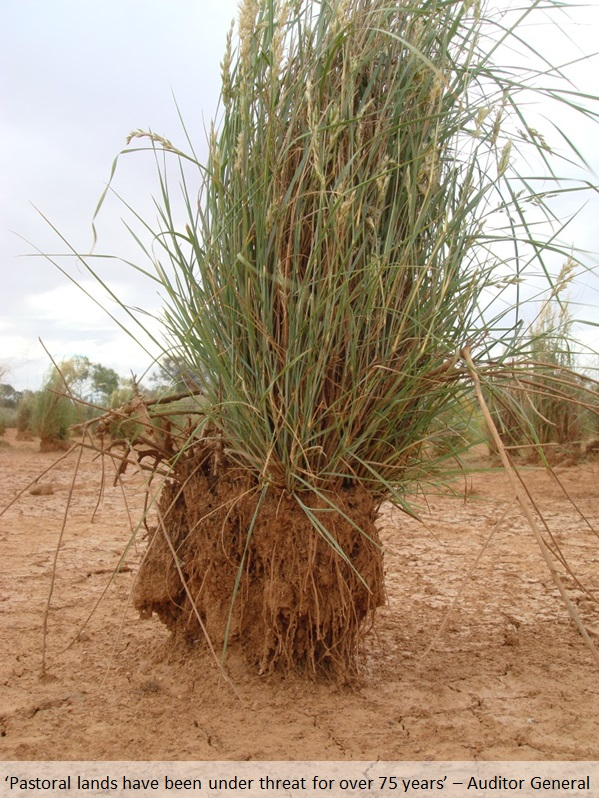 ‘Pastoral lands have been under threat for over 75 years’ – Auditor General